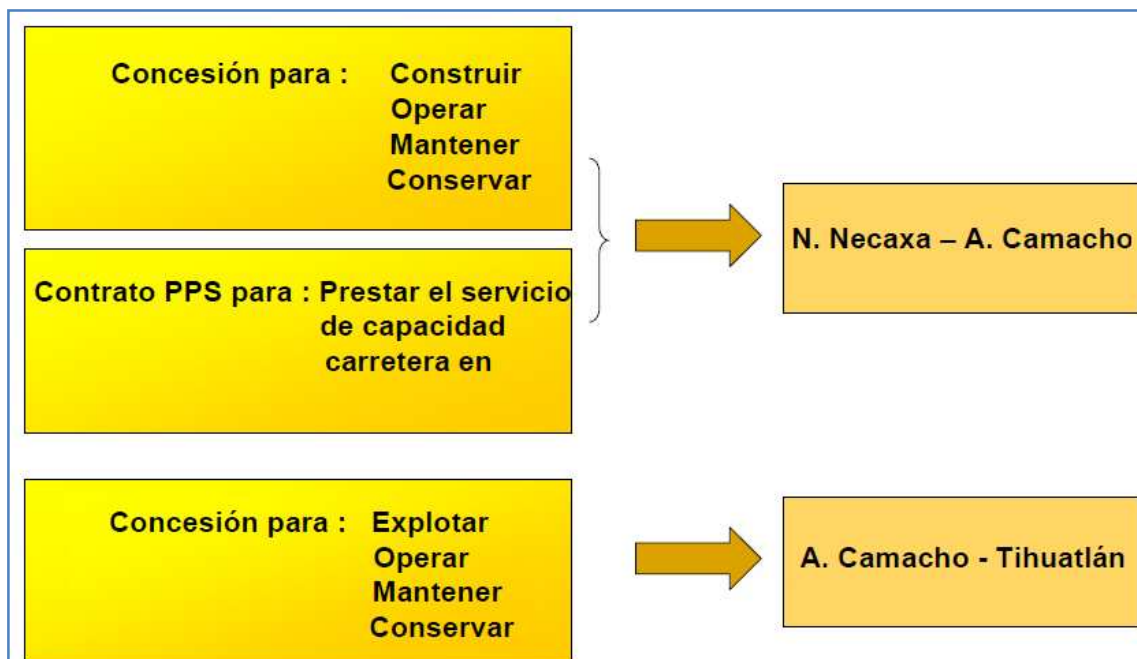 Concesión para : Construir
Operar
Mantener
Conservar
Contrato PPS para : Prestar el servicio
de capacidad
carretera en
N. Necaxa – A. Camacho
Concesión para : Explotar
Operar
Mantener
Conservar
A. Camacho - Tihuatlán